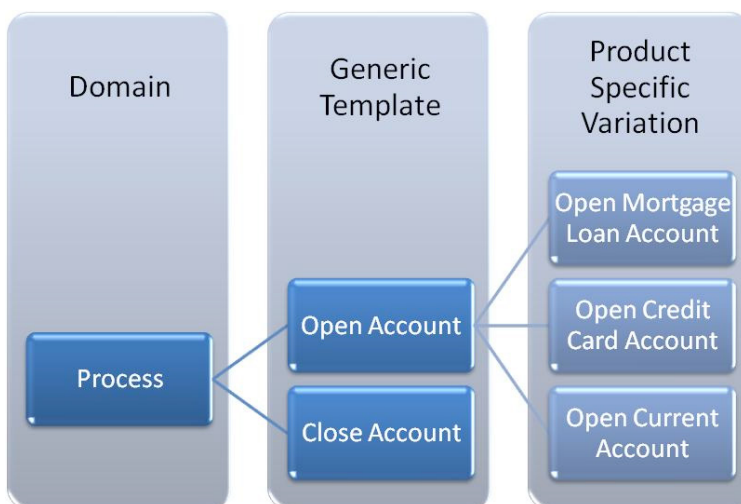 Domain
Generic
Template
Product
Specific
Variation
Process
Open Account
Close Account
Open Mortgage
Loan Account
Open Credit
Card Account
Open Current
Account